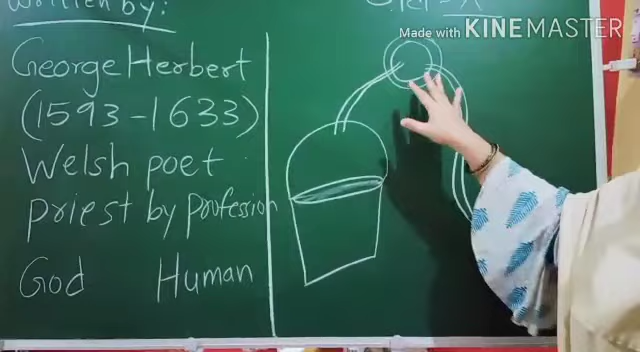 written by:
George Herbert
(1593-1633)
Welsh poet
priest by profession
God Human
Made with KINEMASTER